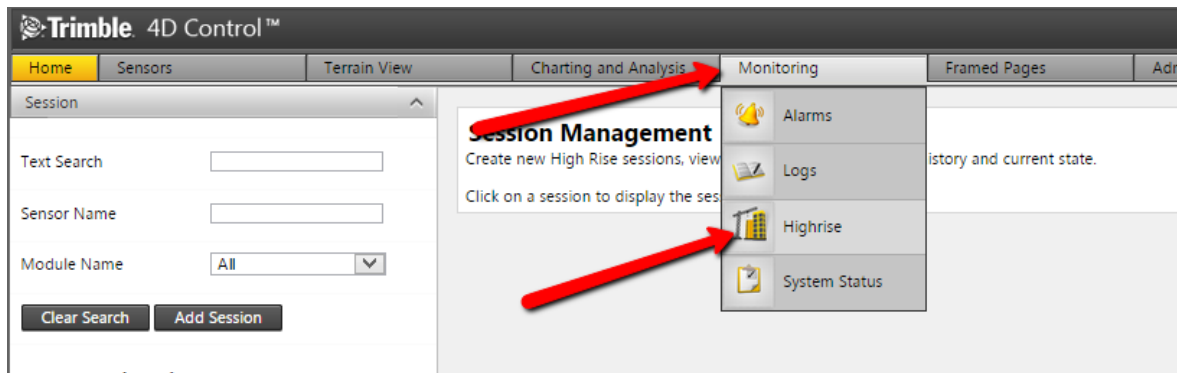 Trimble. 4D Control™
Home Sensors Terrain View Charting and Analysis Monitoring Framed Pages
Session
Text Search
Sensor Name
Module Name All
Clear Search Add Session
Session Management
Create new High Rise sessions, view istory and current state.
Click on a session to display the ses
Alarms
Logs
Highrise
System Status